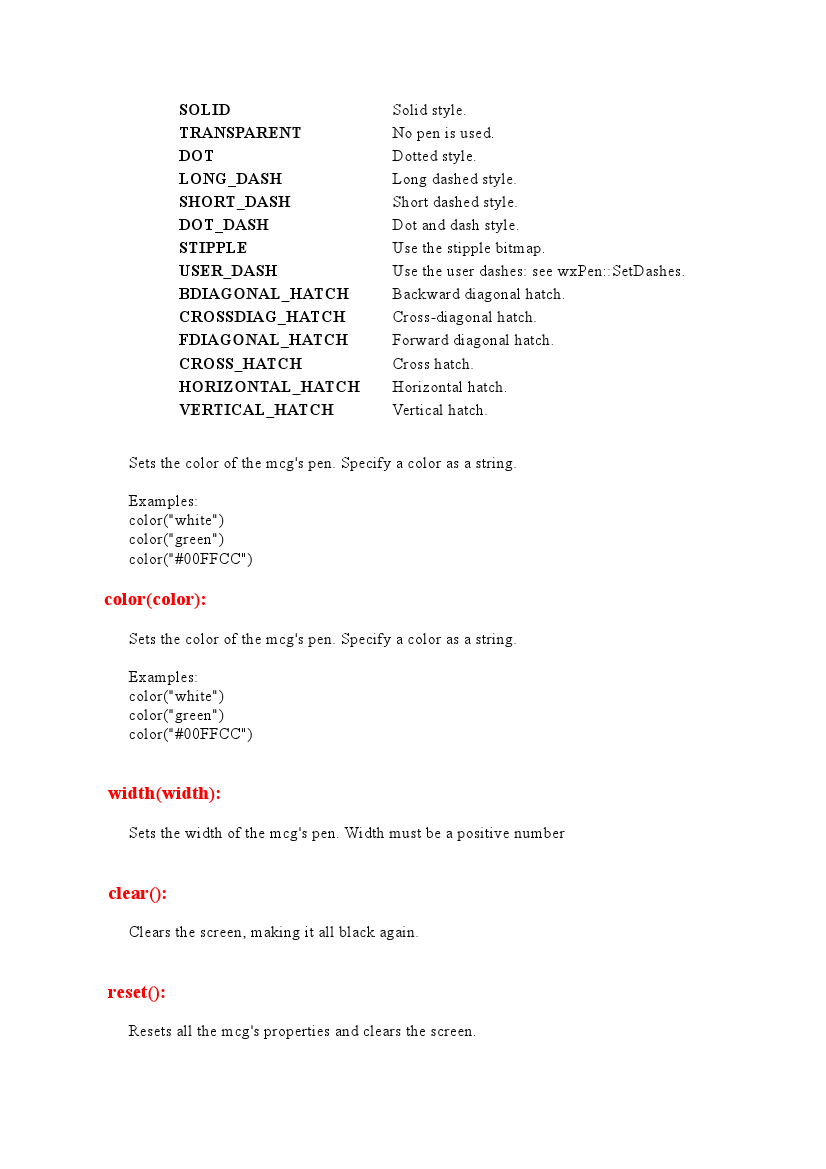 SOLID Solid style.
TRANSPARENT No pen is used.
DOT Dotted style.
LONG_DASH Long dashed style.
SHORT_DASH Short dashed style.
DOT_DASH Dot and dash style.
STIPPLE Use the stipple bitmap.
USER_DASH Use the user dashes: see wxPen::SetDashes.
BDIAGONAL_HATCH Backward diagonal hatch.
CROSSDIAG_HATCH Cross-diagonal hatch.
FDIAGONAL_HATCH Forward diagonal hatch.
CROSS_HATCH Cross hatch.
HORIZONTAL_HATCH Horizontal hatch.
VERTICAL_HATCH Vertical hatch.
Sets the color of the mcg's pen. Specify a color as a string.
Examples:
color("white")
color("green")
color("#00FFCC")
color(color):
Sets the color of the mcg's pen. Specify a color as a string.
Examples:
color("white")
color("green")
color("#00FFCC")
width(width):
Sets the width of the mcg's pen. Width must be a positive number
clear():
Clears the screen, making it all black again.
reset():
Resets all the mcg's properties and clears the screen.